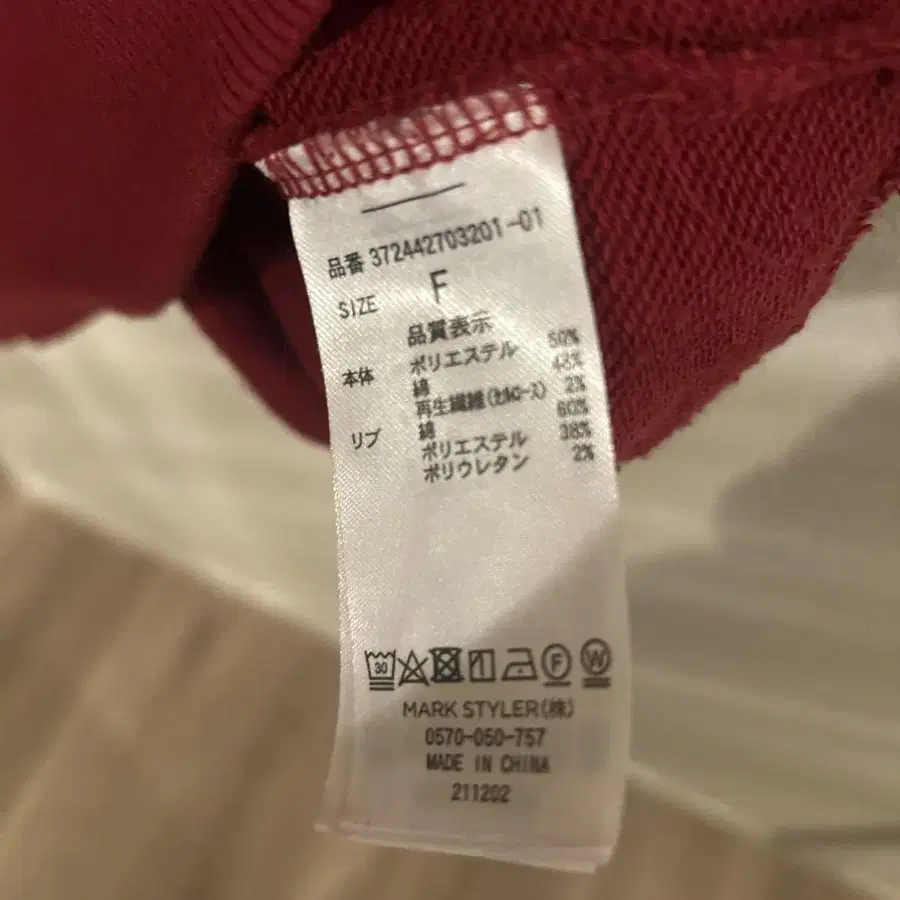 品番 372442703201-01
SIZE F
品質表示
本体 ポリエステル 50%
綿 48%
再生繊維(セルロース) 2%
リブ 綿 60%
ポリエステル 38%
ポリウレタン 2%
30 F W
MARK STYLER(株)
0570-050-757
MADE IN CHINA
211202